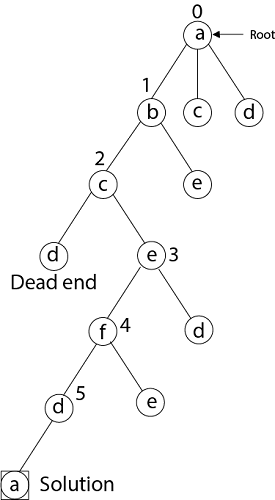 0
a Root
1
b c d
2
c e
d e 3
Dead end
f 4 d
d 5 e
a Solution